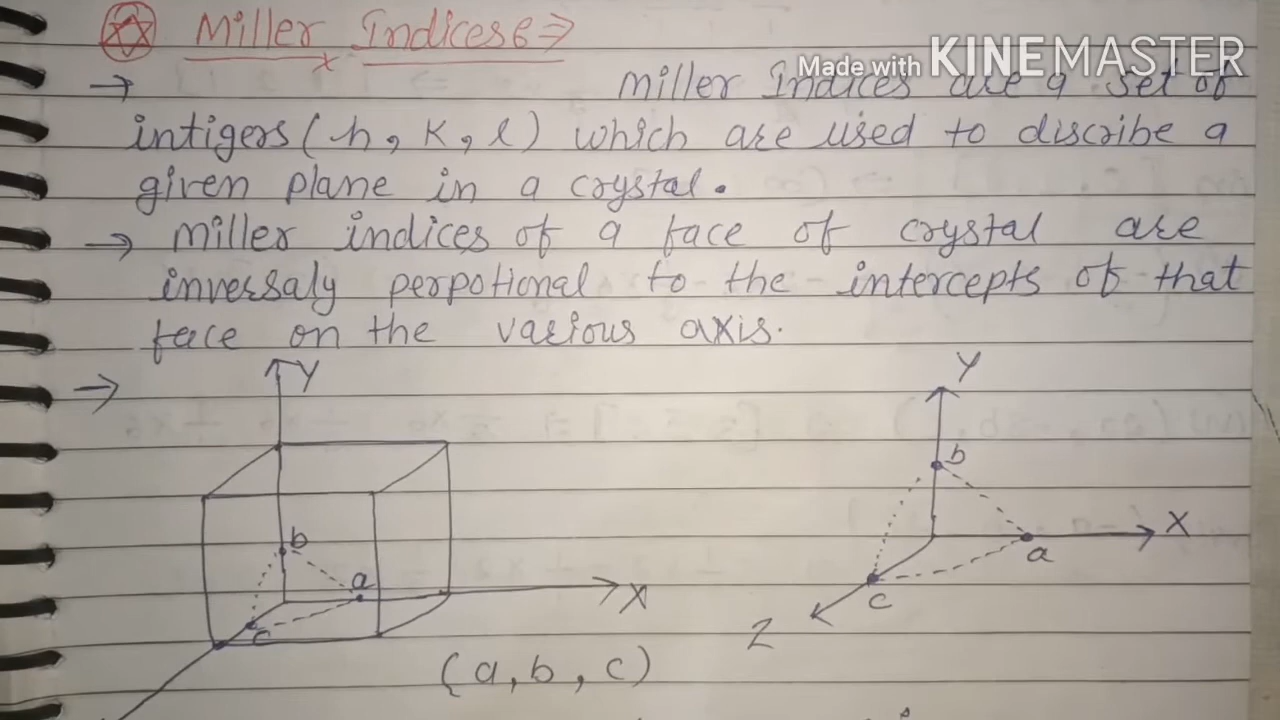 Miller Indices ⇒
Made with KINEMASTER
→ Miller Indices are a set of
intigers (h, K, l) which are used to discribe a
given plane in a crystal.
→ Miller indices of a face of crystal are
inversaly perpotional to the intercepts of that
face on the various axis.
→
Y
b
a
c
X
Y
b
X
a
c
Z
(a, b, c)